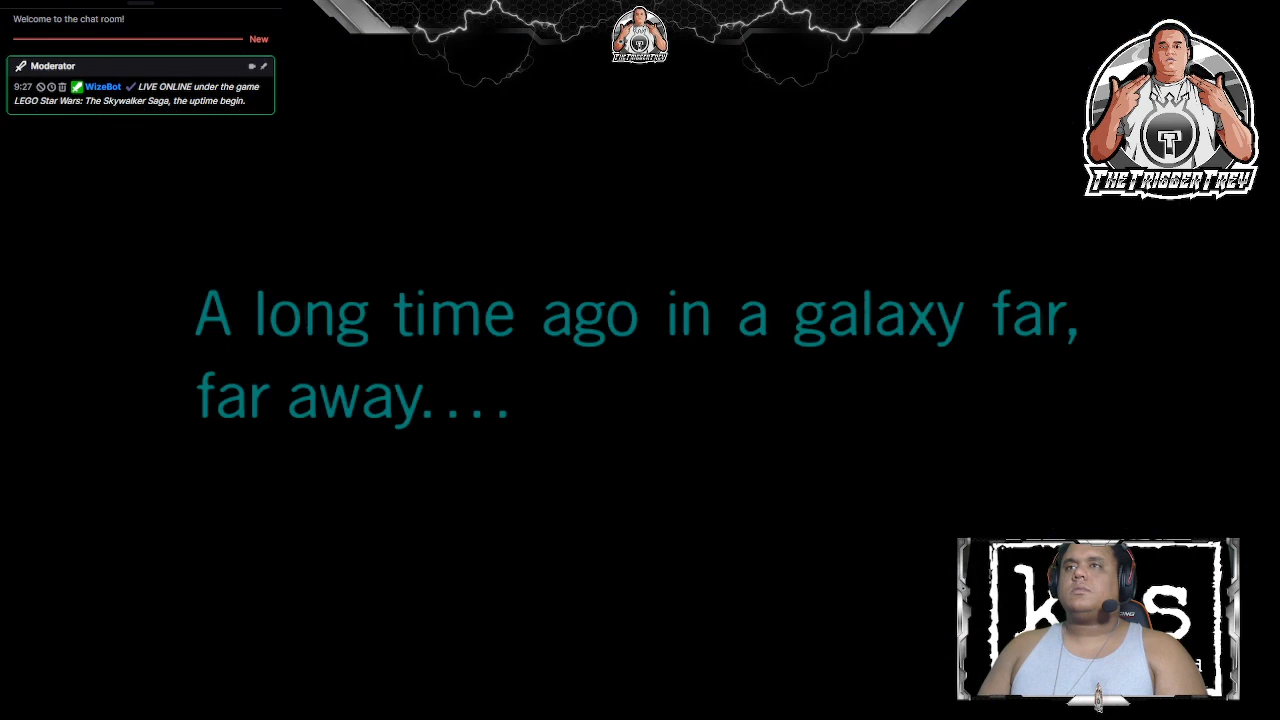 Welcome to the chat room!
New
Moderator
9:27 WizeBot LIVE ONLINE under the game
LEGO Star Wars: The Skywalker Saga, the uptime begin.
THETRIGGERTREY
T
THETRIGGERTREY
A long time ago in a galaxy far,
far away....